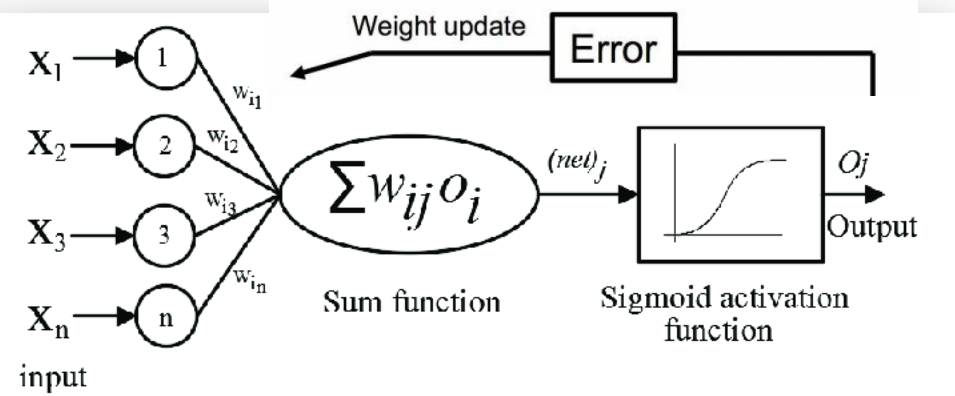 Weight update
Error
X1
1
wi1
X2
2
wi2
X3
3
wi3
Xn
n
win
input
∑wijoi
Sum function
(net)j
Oj
Output
Sigmoid activation
function